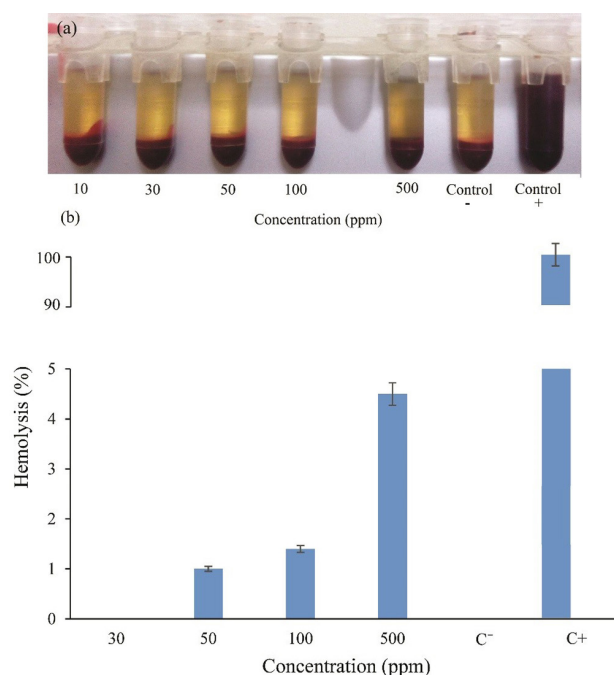 (a)
10 30 50 100 500 Control - Control +
Concentration (ppm)
(b)
100
90
5
4
3
2
1
0
Hemolysis (%)
30 50 100 500 C⁻ C+
Concentration (ppm)